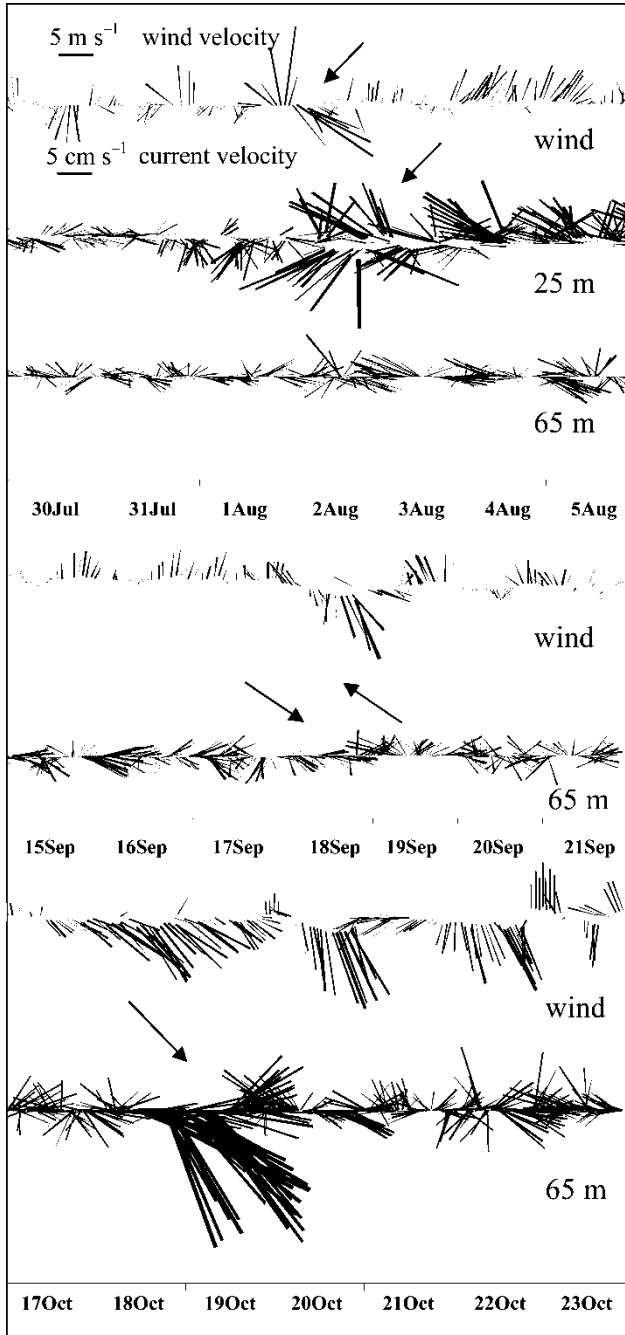 5 m s⁻¹ wind velocity
wind
5 cm s⁻¹ current velocity
25 m
65 m
30Jul 31Jul 1Aug 2Aug 3Aug 4Aug 5Aug
wind
65 m
15Sep 16Sep 17Sep 18Sep 19Sep 20Sep 21Sep
wind
65 m
17Oct 18Oct 19Oct 20Oct 21Oct 22Oct 23Oct